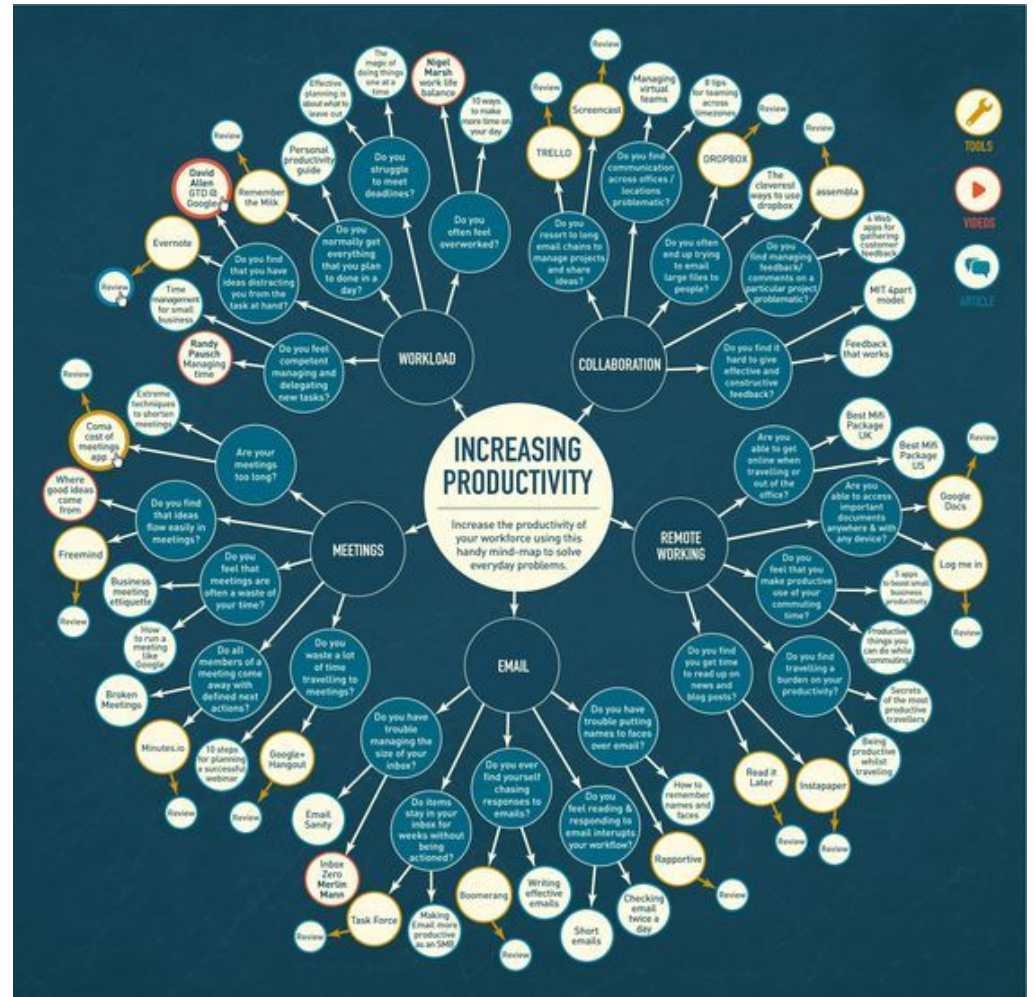 INCREASING
PRODUCTIVITY
Increase the productivity of
your workforce using this
handy mind-map to solve
everyday problems.
TOOLS
VIDEOS
ARTICLE
WORKLOAD
Do you
often feel
overworked?
Nigel
Marsh
work life
balance
10 ways
to make
more time on
your day
Do you
struggle
to meet
deadlines?
Effective
planning is
about what to
leave out
The
magic of
doing things
one at a
time
Do you
normally get
everything
that you plan
to done in a
day?
Personal
productivity
guide
Remember
the Milk
Review
Do you find
that you have
ideas distracting
you from the
task at hand?
David
Allen
GTD @
Google
Evernote
Review
Do you feel
competent
managing and
delegating
new tasks?
Time
management
for small
business
Randy
Pausch
Managing
time
COLLABORATION
Do you
resort to long
email chains to
manage projects
and share
ideas?
TRELLO
Review
Screencast
Review
Do you find
communication
across offices /
locations
problematic?
Managing
virtual
teams
8 tips
for teaming
across
timezones
Do you often
end up trying
to email
large files to
people?
DROPBOX
Review
The
cleverest
ways to use
dropbox
Do you
find managing
feedback/
comments on a
particular project
problematic?
assembla
Review
6 Web
apps for
gathering
customer
feedback
Do you find it
hard to give
effective and
constructive
feedback?
MIT 4part
model
Feedback
that works
REMOTE
WORKING
Are you
able to get
online when
travelling or
out of the
office?
Best Mifi
Package
UK
Best Mifi
Package
US
Are you
able to access
important
documents
anywhere & with
any device?
Google
Docs
Review
Log me in
Review
Do you
feel that you
make productive
use of your
commuting
time?
5 apps
to boost small
business
productivity
Productive
things you
can do while
commuting
Do you find
travelling a
burden on your
productivity?
Secrets
of the most
productive
travellers
Being
productive
whilst
traveling
Do you find
you get time
to read up on
news and
blog posts?
Instapaper
Review
Read it
Later
Review
EMAIL
Do you have
trouble putting
names to faces
over email?
How to
remember
names and
faces
Rapportive
Review
Do you
feel reading &
responding to
email interupts
your workflow?
Checking
email
twice a
day
Short
emails
Do you ever
find yourself
chasing
responses to
emails?
Writing
effective
emails
Boomerang
Review
Do items
stay in your
inbox for
weeks without
being
actioned?
Making
Email more
productive
as an SMB
Task Force
Review
Do you have
trouble
managing the
size of your
inbox?
Inbox
Zero
Merlin
Mann
Email
Sanity
MEETINGS
Are your
meetings
too long?
Extreme
techniques
to shorten
meetings
Coma
cost of
meetings
app
Review
Do you find
that ideas
flow easily in
meetings?
Where
good ideas
come
from
Freemind
Review
Do you
feel that
meetings are
often a waste of
your time?
Business
meeting
ettiquette
How
to run a
meeting
like
Google
Do all
members of a
meeting come
away with
defined next
actions?
Broken
Meetings
Minutes.io
Review
Do you
waste a lot
of time
travelling to
meetings?
10 steps
for planning
a successful
webinar
Google+
Hangout
Review